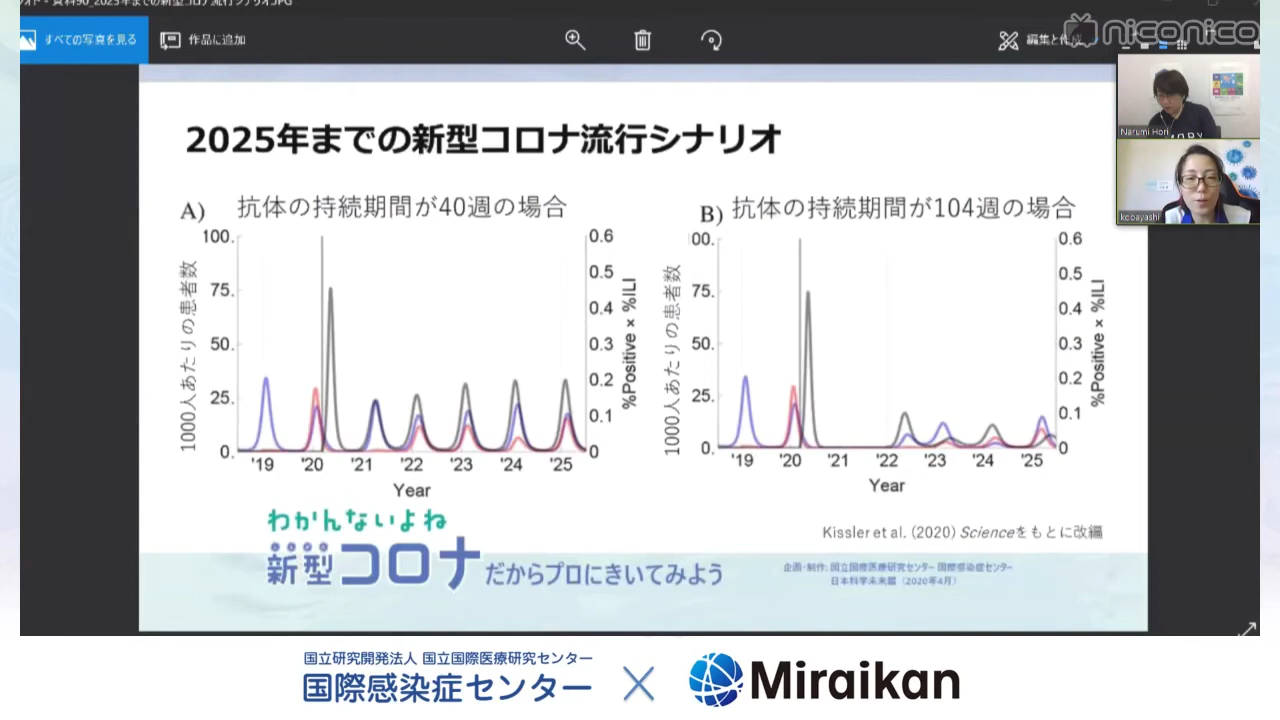 すべての写真を見る
作品に追加
編集と作成
niconico
Narumi Hori
kobayashi
2025年までの新型コロナ流行シナリオ
A) 抗体の持続期間が40週の場合
1000人あたりの患者数
100.
75.
50.
25.
0.
0.6
0.5
0.4
0.3
0.2
0.1
0
%Positive × %ILI
'19 '20 '21 '22 '23 '24 '25
Year
B) 抗体の持続期間が104週の場合
1000人あたりの患者数
00.
75.
50.
25.
0.
0.6
0.5
0.4
0.3
0.2
0.1
0
%Positive × %ILI
'19 '20 '21 '22 '23 '24 '25
Year
Kissler et al. (2020) Scienceをもとに改編
わかんないよね
新型コロナだからプロにきいてみよう
企画・制作: 国立国際医療研究センター 国際感染症センター
日本科学未来館（2020年4月）
国立研究開発法人 国立国際医療研究センター
国際感染症センター × Miraikan